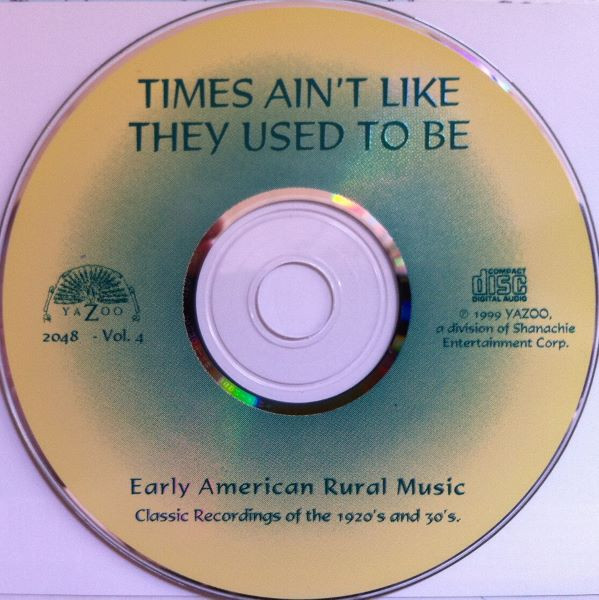 TIMES AIN'T LIKE
THEY USED TO BE
YAZOO
2048 - Vol. 4
COMPACT
disc
DIGITAL AUDIO
℗ 1999 YAZOO,
a division of Shanachie
Entertainment Corp.
Early American Rural Music
Classic Recordings of the 1920's and 30's.